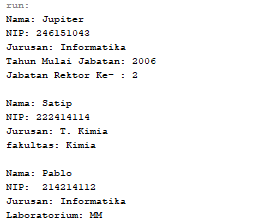 run:
Nama: Jupiter
NIP: 246151043
Jurusan: Informatika
Tahun Mulai Jabatan: 2006
Jabatan Rektor Ke- : 2
Nama: Satip
NIP: 222414114
Jurusan: T. Kimia
fakultas: Kimia
Nama: Pablo
NIP:  214214112
Jurusan: Informatika
Laboratorium: MM